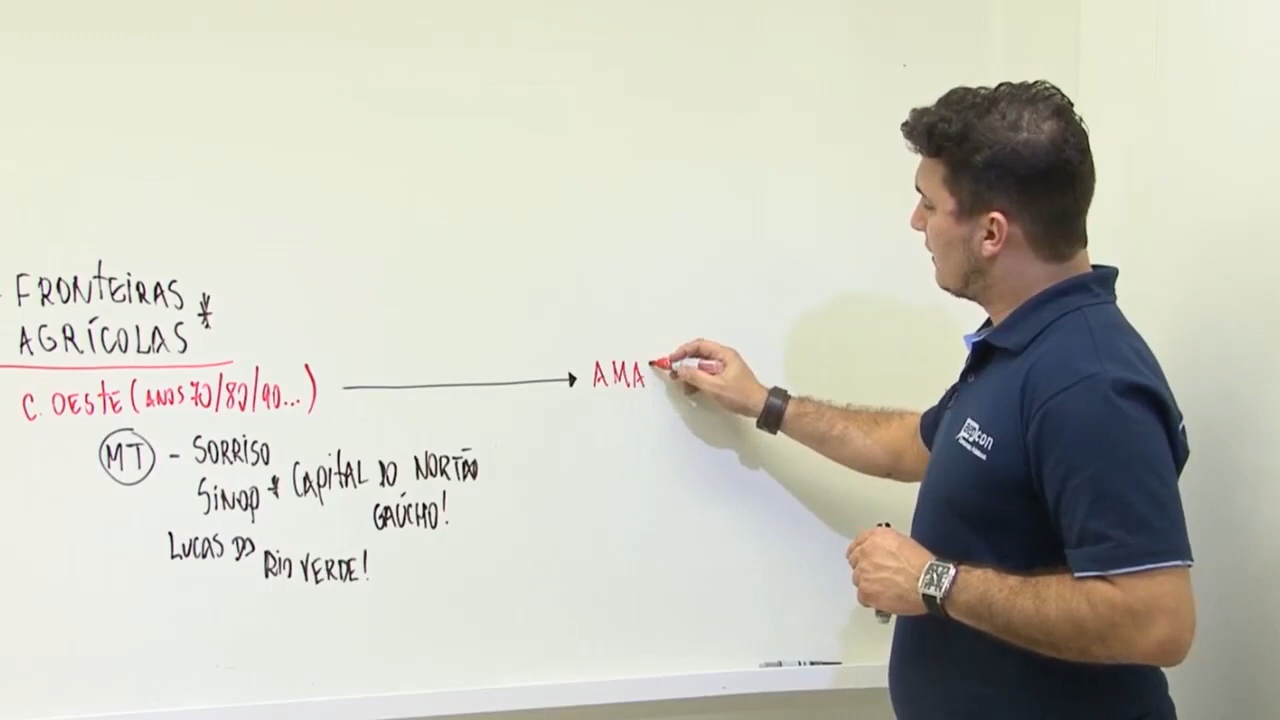 - FRONTEIRAS *
AGRÍCOLAS
C. OESTE (ANOS 70/80/90...) → AMA
MT - SORRISO
SINOP * CAPITAL DO NORTÃO
GAÚCHO!
LUCAS DO
RIO VERDE!